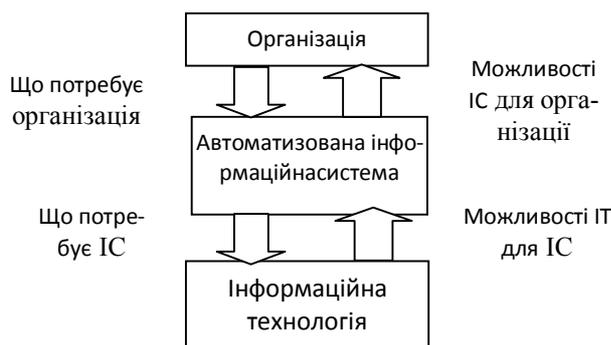 Організація
Що потребує
організація
Можливості
ІС для орга-
нізації
Автоматизована інфо-
рмаційнасистема
Що потре-
бує ІС
Можливості ІТ
для ІС
Інформаційна
технологія